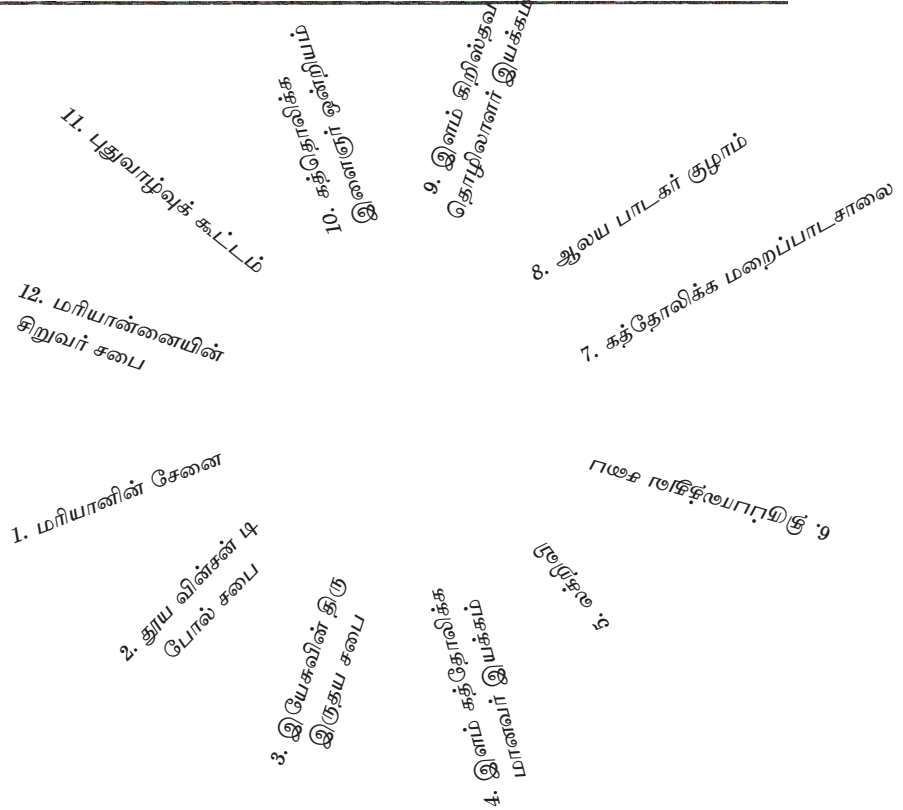 1. மரியானின் சேனை
2. தூய வின்சன் டி
போல் சபை
3. இயேசுவின் திரு
இருதய சபை
4. இளம் கத்தோலிக்க
மாணவர் இயக்கம்
5.
6. திருப்பாலத்துவ சபை
7. கத்தோலிக்க மறைப்பாடசாலை
8. ஆலய பாடகர் குழாம்
9. இளம் கிறிஸ்தவ
தொழிலாளர் இயக்கம்
10. கத்தோலிக்க
இளைஞர் ஒன்றியம்
11. புதுவாழ்வுக் கூட்டம்
12. மரியான்னையின்
சிறுவர் சபை